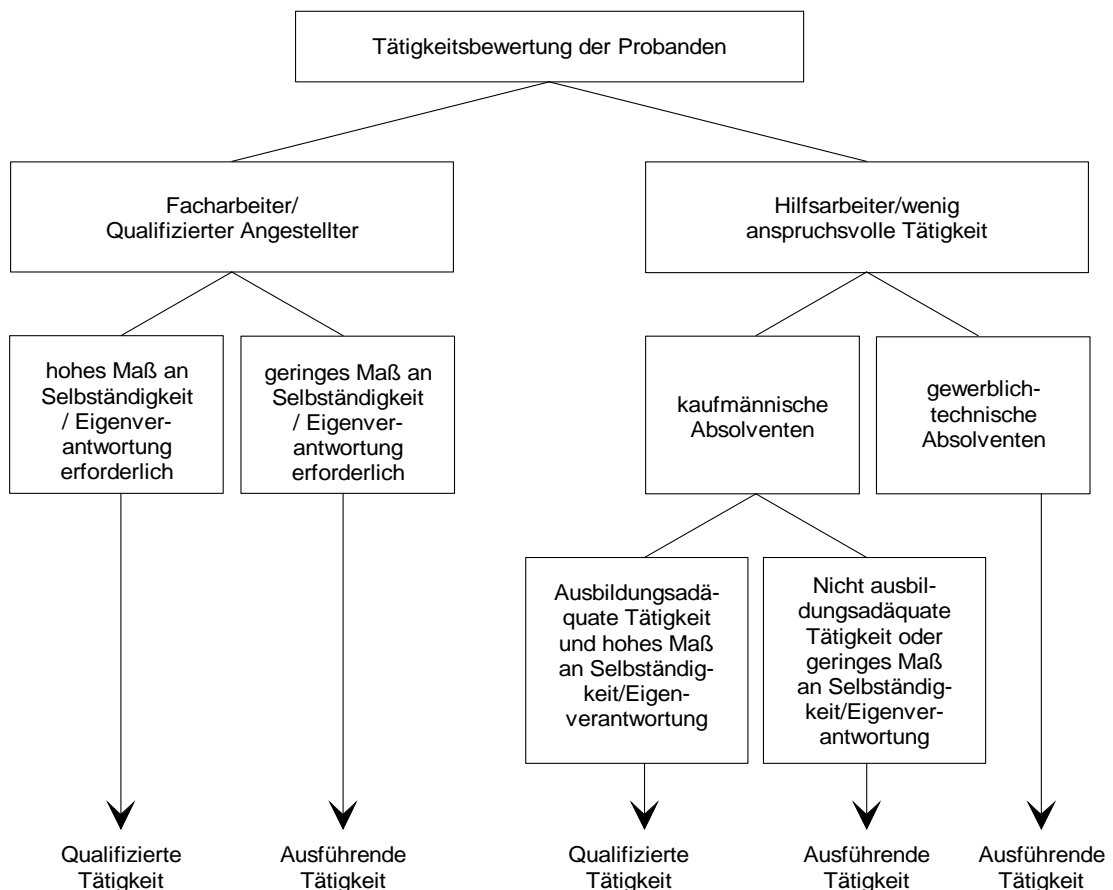 Tätigkeitsbewertung der Probanden
Facharbeiter/
Qualifizierter Angestellter
Hilfsarbeiter/wenig
anspruchsvolle Tätigkeit
hohes Maß an
Selbständigkeit
/ Eigenver-
antwortung
erforderlich
geringes Maß an
Selbständigkeit
/ Eigenver-
antwortung
erforderlich
kaufmännische
Absolventen
gewerblich-
technische
Absolventen
Ausbildungsadä-
quate Tätigkeit
und hohes Maß
an Selbständig-
keit/Eigen-
verantwortung
Nicht ausbil-
dungsadäquate
Tätigkeit oder
geringes Maß
an Selbständig-
keit/Eigenver-
antwortung
Qualifizierte
Tätigkeit
Ausführende
Tätigkeit
Qualifizierte
Tätigkeit
Ausführende
Tätigkeit
Ausführende
Tätigkeit